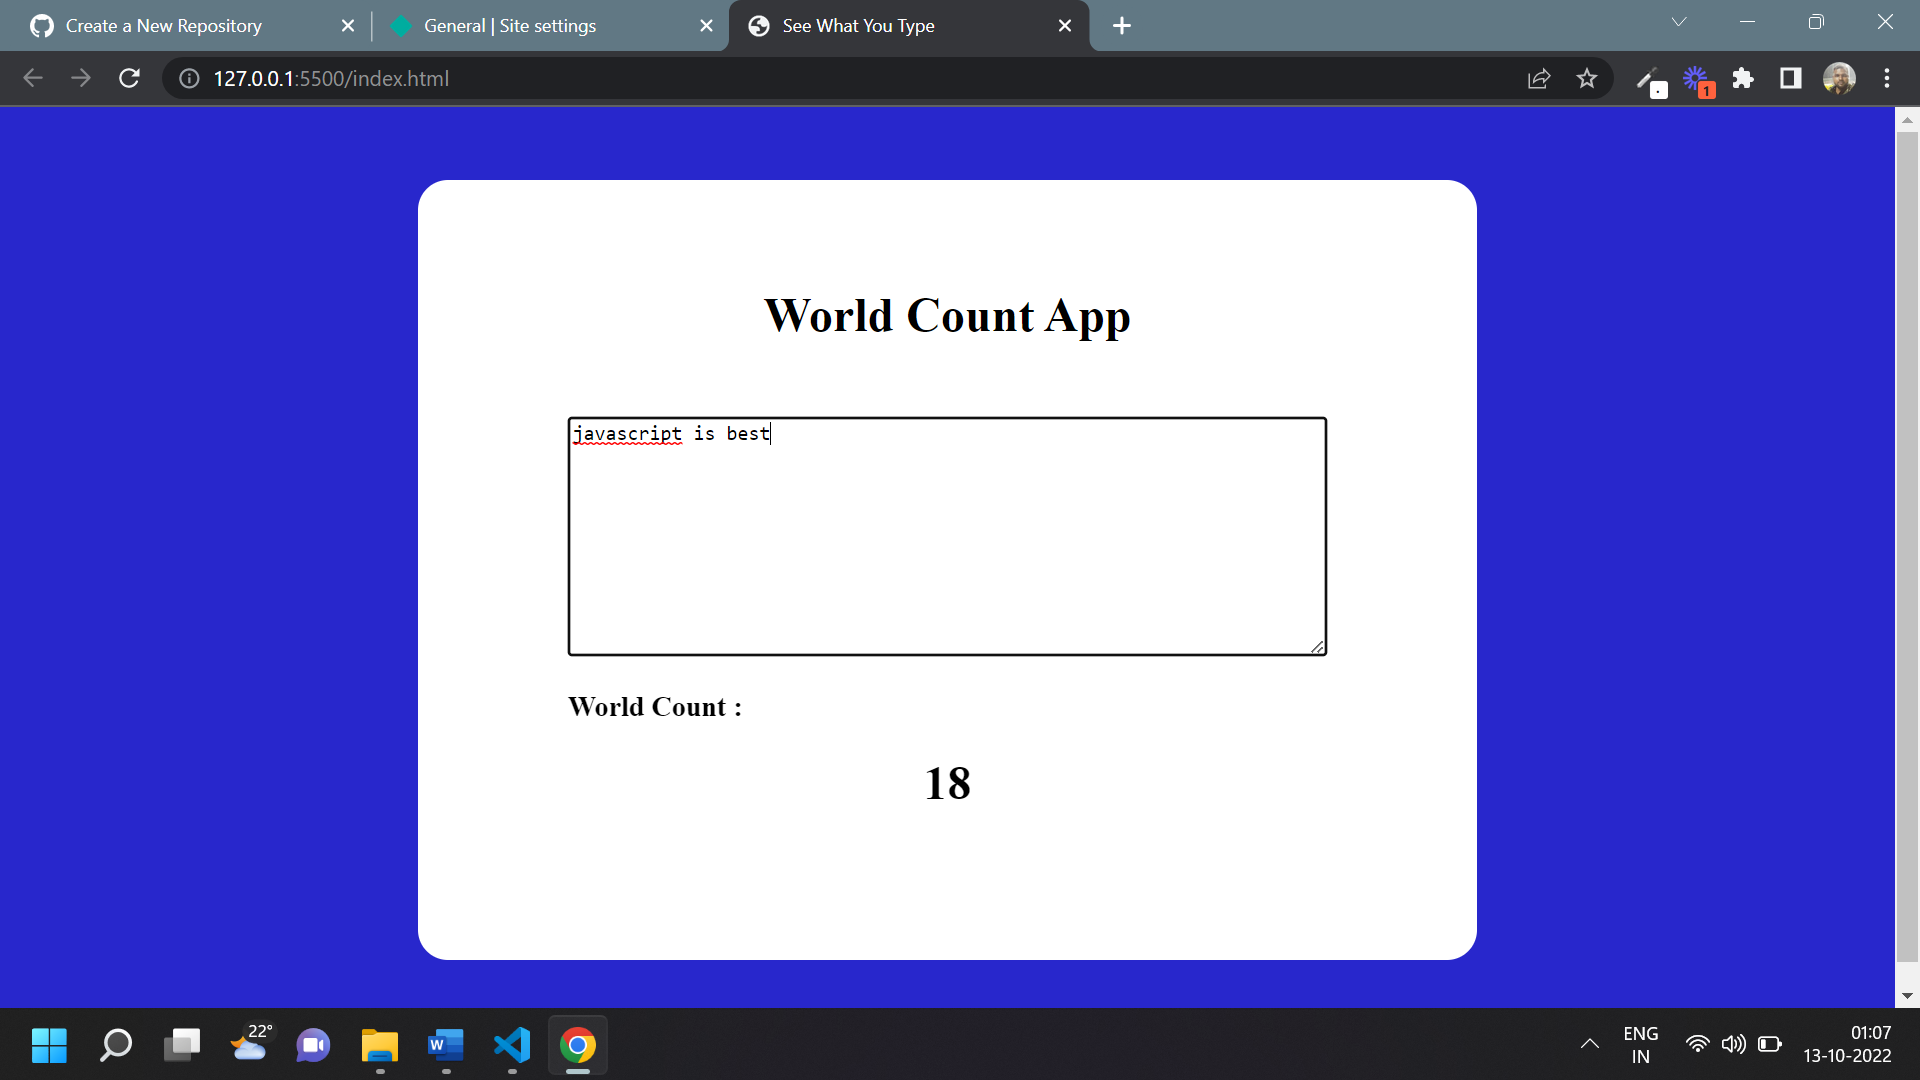 Create a New Repository
General | Site settings
See What You Type
127.0.0.1:5500/index.html
1
World Count App
javascript is best
World Count :
18
22°
W
ENG
IN
01:07
13-10-2022